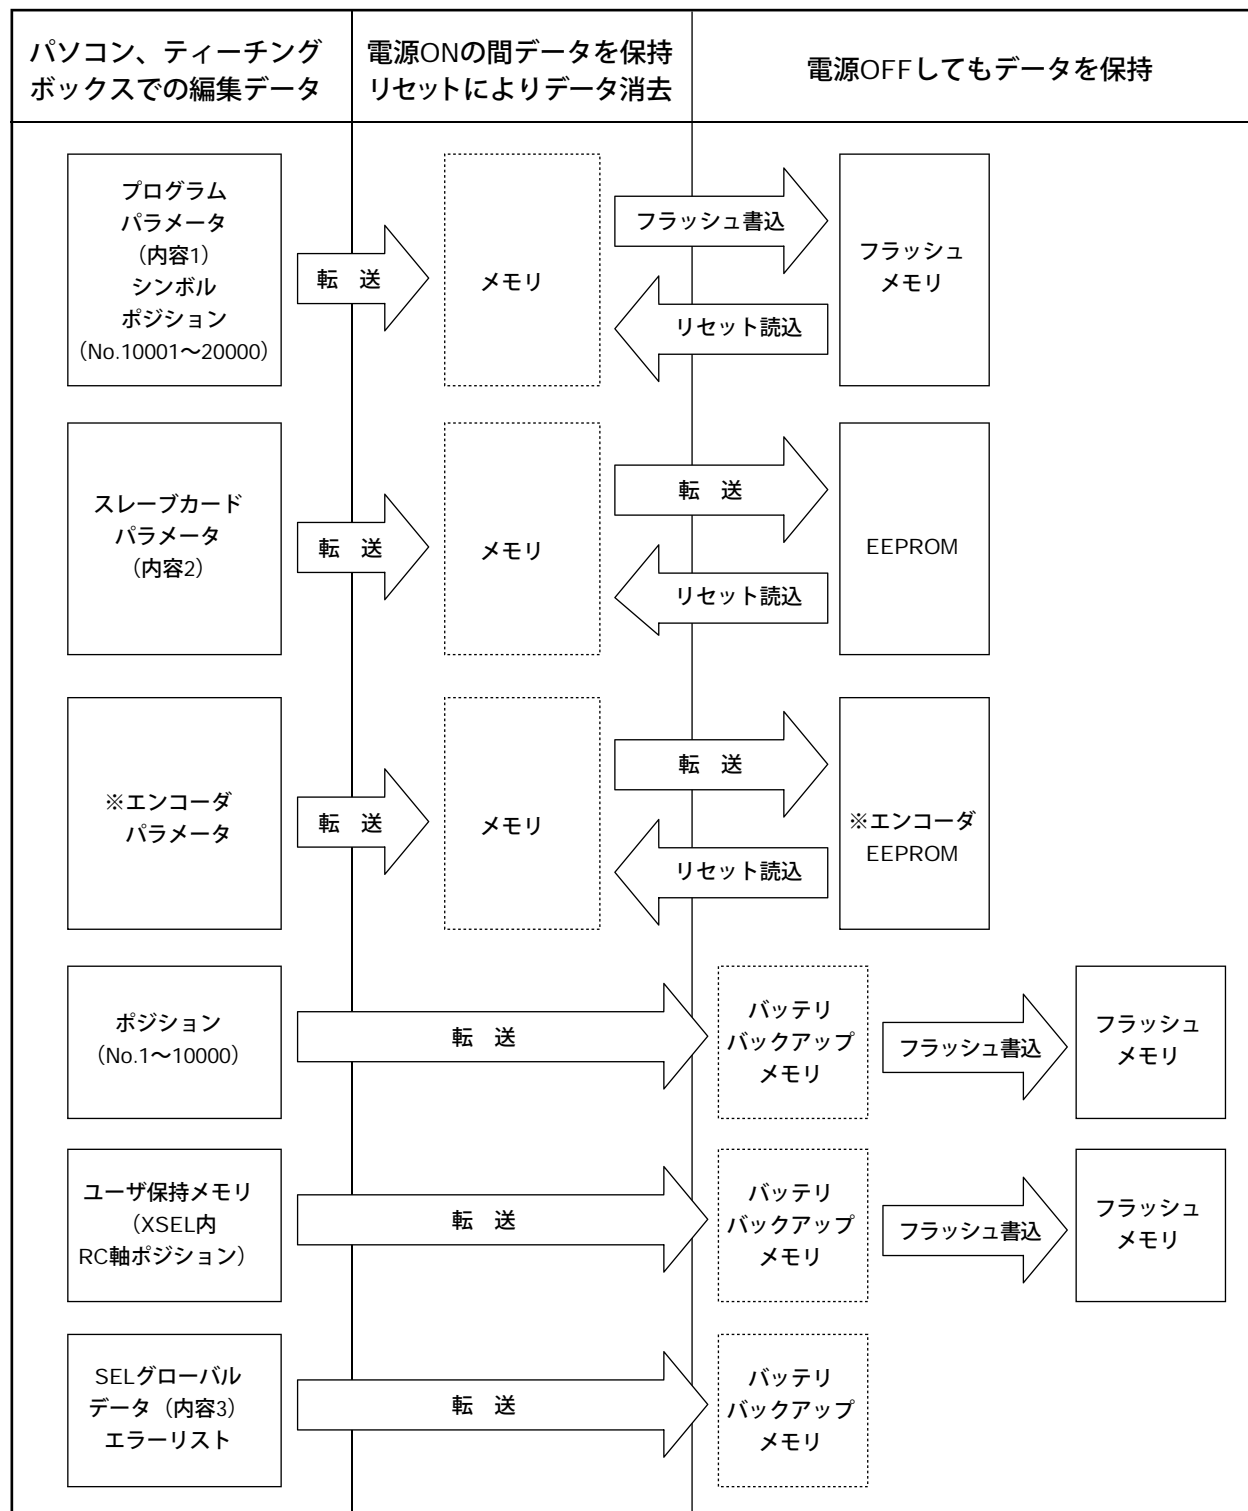 パソコン、ティーチング
ボックスでの編集データ
電源ONの間データを保持
リセットによりデータ消去
電源OFFしてもデータを保持
プログラム
パラメータ
(内容1)
シンボル
ポジション
(No.10001〜20000)
転　送
メモリ
フラッシュ書込
リセット読込
フラッシュ
メモリ
スレーブカード
パラメータ
(内容2)
転　送
メモリ
転　送
リセット読込
EEPROM
※エンコーダ
パラメータ
転　送
メモリ
転　送
リセット読込
※エンコーダ
EEPROM
ポジション
(No.1〜10000)
転　送
バッテリ
バックアップ
メモリ
フラッシュ書込
フラッシュ
メモリ
ユーザ保持メモリ
(XSEL内
RC軸ポジション)
転　送
バッテリ
バックアップ
メモリ
フラッシュ書込
フラッシュ
メモリ
SELグローバル
データ(内容3)
エラーリスト
転　送
バッテリ
バックアップ
メモリ